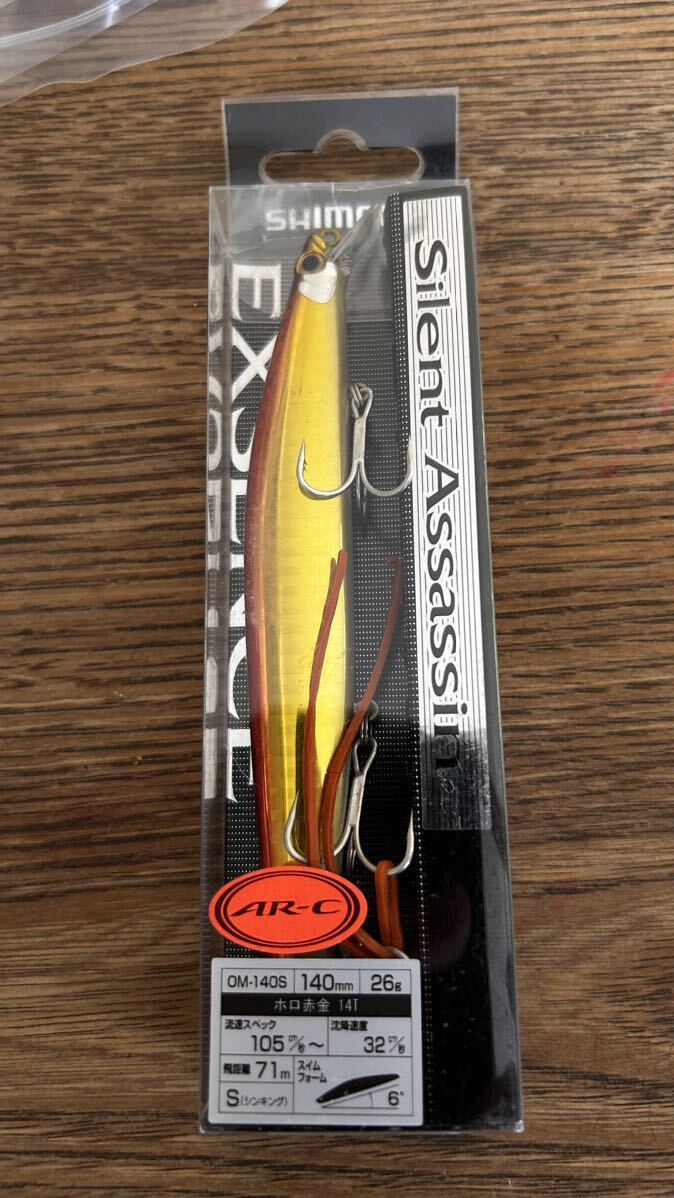 SHIM
EXSENCE
Silent Assassin
AR-C
OM-140S 140mm 26g
ホロ赤金 14T
流速スペック 沈降速度
105㎝/秒～ 32㎝/秒
飛距離 71m スイムフォーム
S(シンキング) 6°